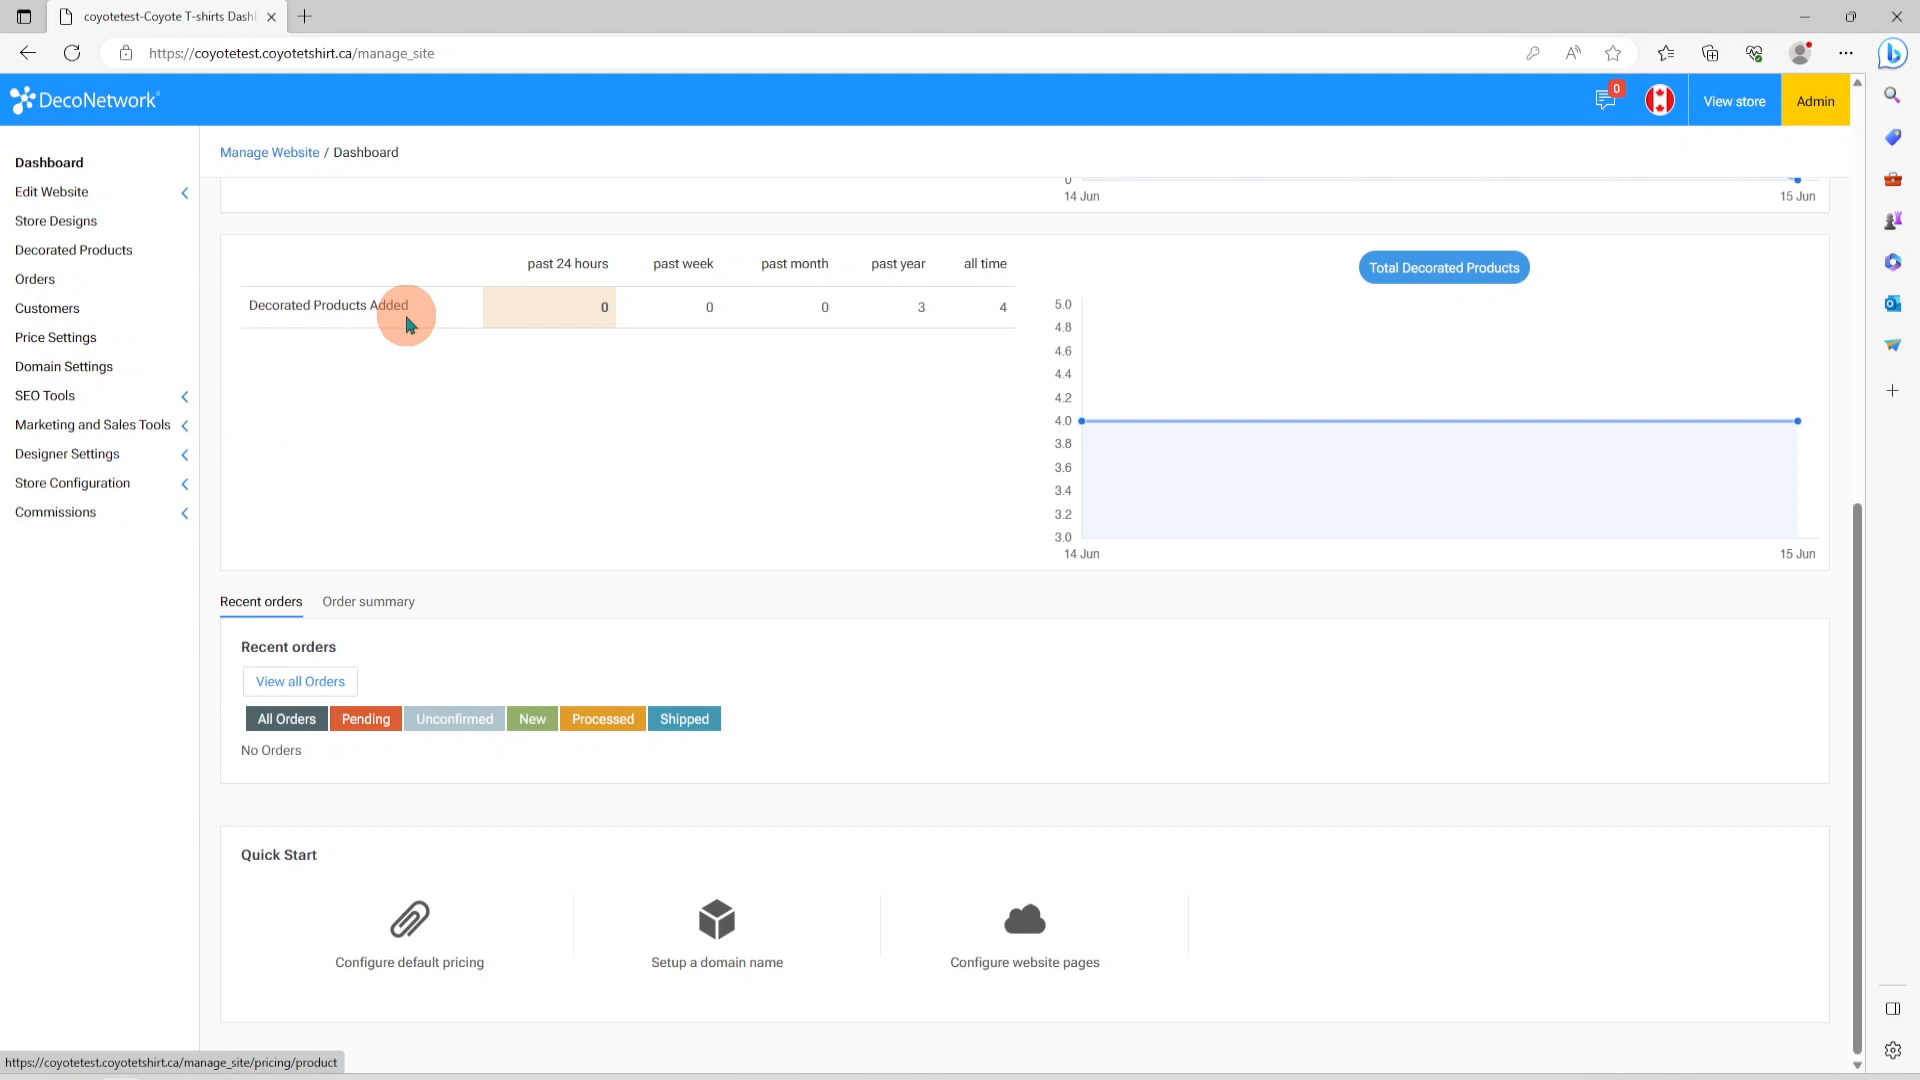 coyotetest-Coyote T-shirts Dash
https://coyotetest.coyotetshirt.ca/manage_site
DecoNetwork
0
View store
Admin
Manage Website / Dashboard
Dashboard
Edit Website
Store Designs
Decorated Products
Orders
Customers
Price Settings
Domain Settings
SEO Tools
Marketing and Sales Tools
Designer Settings
Store Configuration
Commissions
0
14 Jun 15 Jun
past 24 hours past week past month past year all time
Decorated Products Added 0 0 0 3 4
Total Decorated Products
5.0
4.8
4.6
4.4
4.2
4.0
3.8
3.6
3.4
3.2
3.0
14 Jun 15 Jun
Recent orders Order summary
Recent orders
View all Orders
All Orders Pending Unconfirmed New Processed Shipped
No Orders
Quick Start
Configure default pricing Setup a domain name Configure website pages
https://coyotetest.coyotetshirt.ca/manage_site/pricing/product